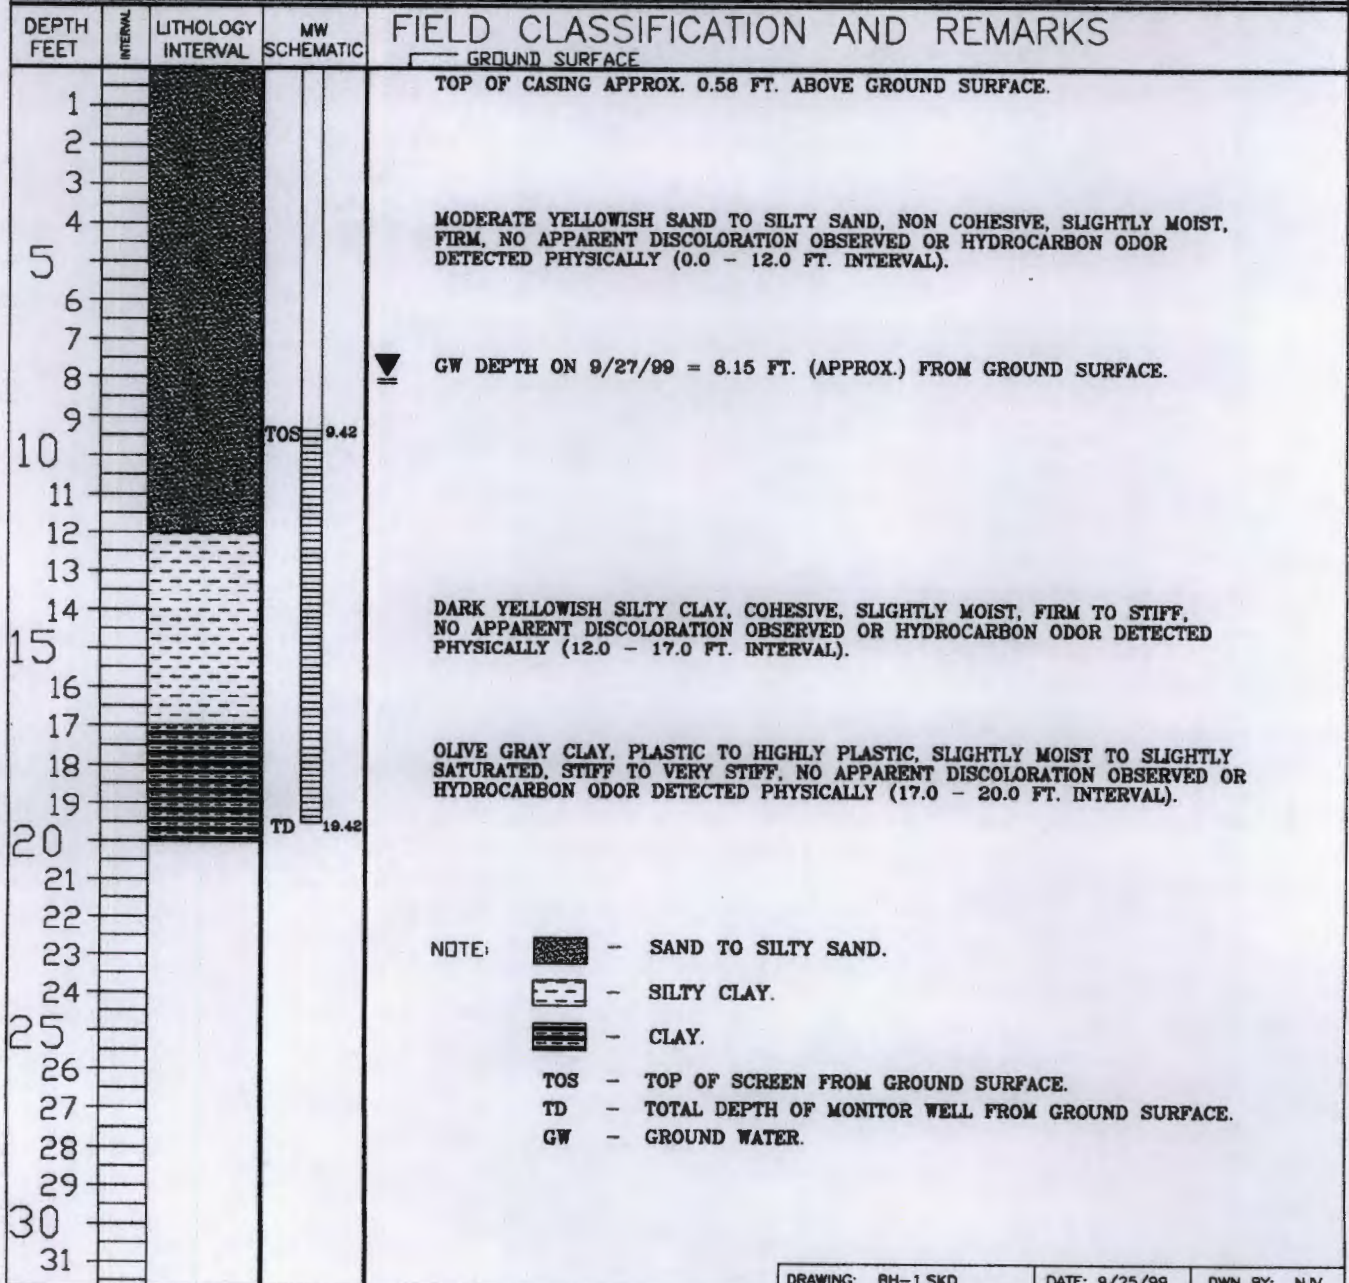 DEPTH FEET
INTERVAL
LITHOLOGY INTERVAL
MW SCHEMATIC
FIELD CLASSIFICATION AND REMARKS
GROUND SURFACE
TOP OF CASING APPROX. 0.58 FT. ABOVE GROUND SURFACE.
1
2
3
4
MODERATE YELLOWISH SAND TO SILTY SAND, NON COHESIVE, SLIGHTLY MOIST,
FIRM, NO APPARENT DISCOLORATION OBSERVED OR HYDROCARBON ODOR
DETECTED PHYSICALLY (0.0 - 12.0 FT. INTERVAL).
5
6
7
8
GW DEPTH ON 9/27/99 = 8.15 FT. (APPROX.) FROM GROUND SURFACE.
9
TOS 9.42
10
11
12
13
14
DARK YELLOWISH SILTY CLAY, COHESIVE, SLIGHTLY MOIST, FIRM TO STIFF,
NO APPARENT DISCOLORATION OBSERVED OR HYDROCARBON ODOR DETECTED
PHYSICALLY (12.0 - 17.0 FT. INTERVAL).
15
16
17
OLIVE GRAY CLAY, PLASTIC TO HIGHLY PLASTIC, SLIGHTLY MOIST TO SLIGHTLY
SATURATED, STIFF TO VERY STIFF, NO APPARENT DISCOLORATION OBSERVED OR
HYDROCARBON ODOR DETECTED PHYSICALLY (17.0 - 20.0 FT. INTERVAL).
18
19
TD 19.42
20
21
22
23
NOTE: - SAND TO SILTY SAND.
24
- SILTY CLAY.
25
- CLAY.
26
TOS - TOP OF SCREEN FROM GROUND SURFACE.
27
TD - TOTAL DEPTH OF MONITOR WELL FROM GROUND SURFACE.
28
GW - GROUND WATER.
29
30
31
DRAWING: BH-1.SKD DATE: 9/25/99 DWN BY: NJV